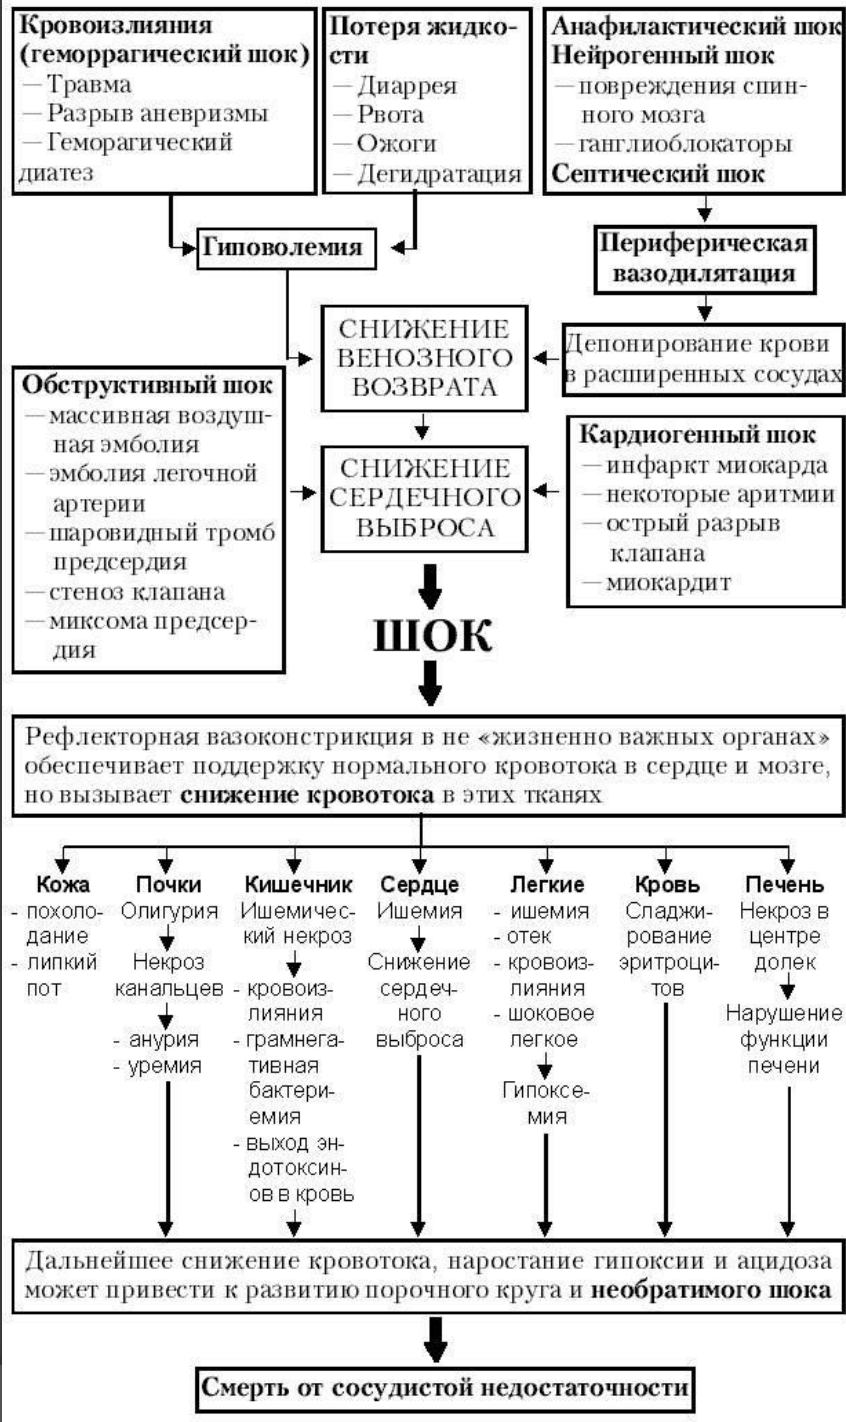 Кровоизлияния
(геморрагический шок)
— Травма
— Разрыв аневризмы
— Геморагический
диатез
Потеря жидко-
сти
— Диаррея
— Рвота
— Ожоги
— Дегидратация
Анафилактический шок
Нейрогенный шок
— повреждения спин-
ного мозга
— ганглиоблокаторы
Септический шок
Гиповолемия
Периферическая
вазодилятация
СНИЖЕНИЕ
ВЕНОЗНОГО
ВОЗВРАТА
Депонирование крови
в расширенных сосудах
Обструктивный шок
— массивная воздуш-
ная эмболия
— эмболия легочной
артерии
— шаровидный тромб
предсердия
— стеноз клапана
— миксома предсер-
дия
СНИЖЕНИЕ
СЕРДЕЧНОГО
ВЫБРОСА
Кардиогенный шок
— инфаркт миокарда
— некоторые аритмии
— острый разрыв
клапана
— миокардит
ШОК
Рефлекторная вазоконстрикция в не «жизненно важных органах»
обеспечивает поддержку нормального кровотока в сердце и мозге,
но вызывает снижение кровотока в этих тканях
Кожа
- похоло-
дание
- липкий
пот
Почки
Олигурия
Некроз
канальцев
- анурия
- уремия
Кишечник
Ишемичес-
кий некроз
- кровоиз-
лияния
- грамнега-
тивная
бактери-
емия
- выход эн-
дотоксин-
ов в кровь
Сердце
Ишемия
Снижение
сердеч-
ного
выброса
Легкие
- ишемия
- отек
- кровоиз-
лияния
- шоковое
легкое
Гипоксе-
мия
Кровь
Сладжи-
рование
эритроци-
тов
Печень
Некроз в
центре
долек
Нарушение
функции
печени
Дальнейшее снижение кровотока, наростание гипоксии и ацидоза
может привести к развитию порочного круга и необратимого шока
Смерть от сосудистой недостаточности